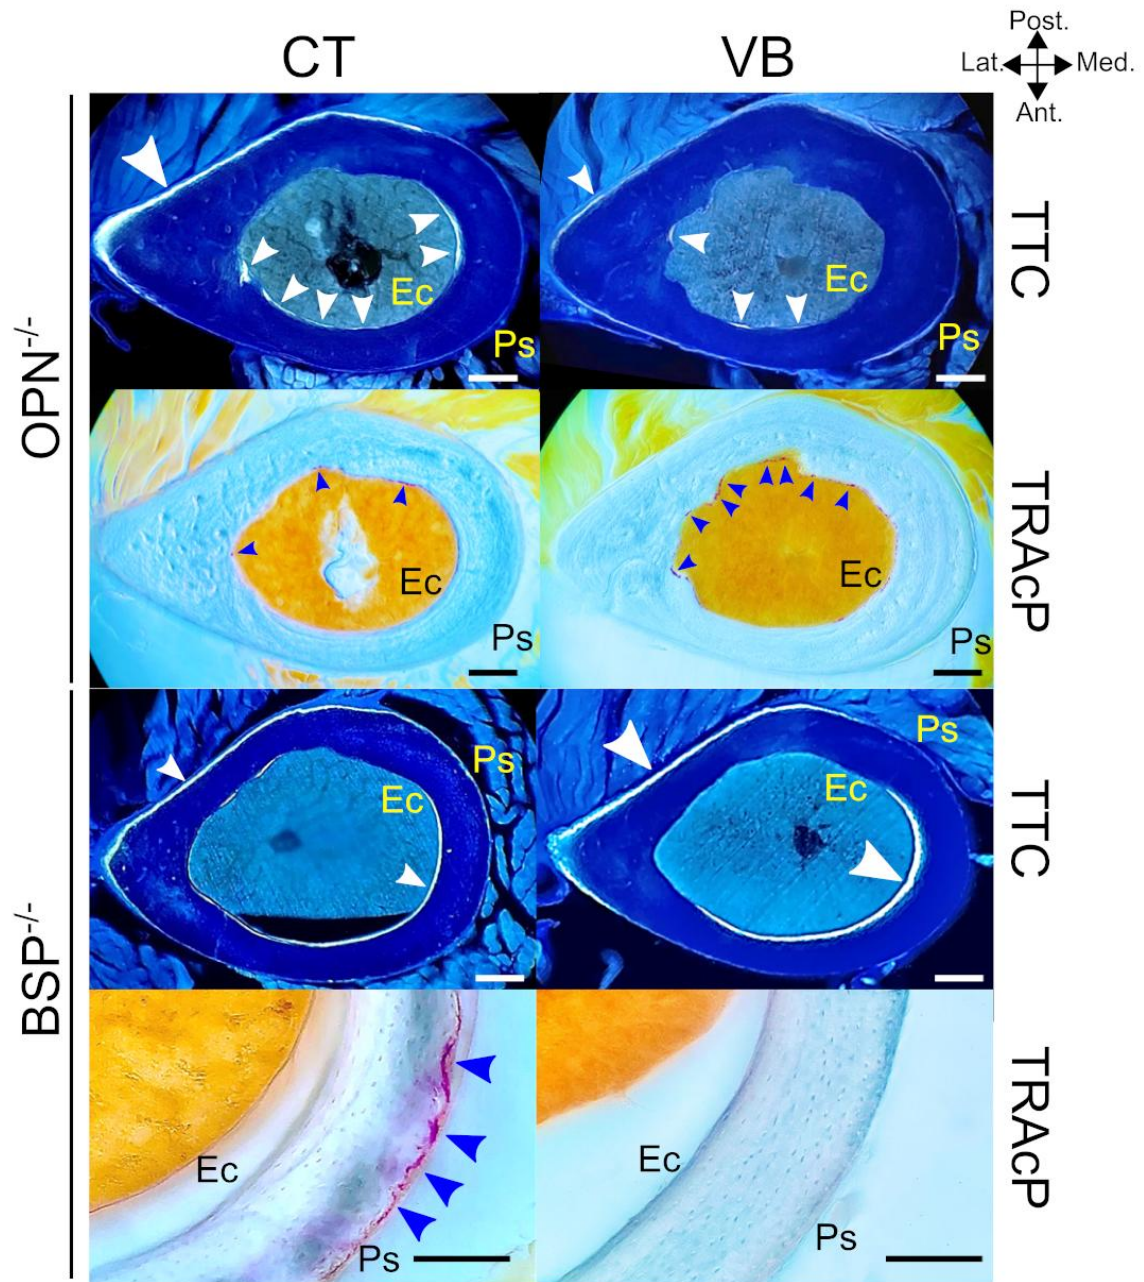 CT
VB
Post.
Lat.
Med.
Ant.
OPN-/-
Ec
Ps
Ec
Ps
TTC
Ec
Ps
Ec
Ps
TRAcP
BSP-/-
Ps
Ec
Ps
Ec
TTC
Ec
Ps
Ec
Ps
TRAcP